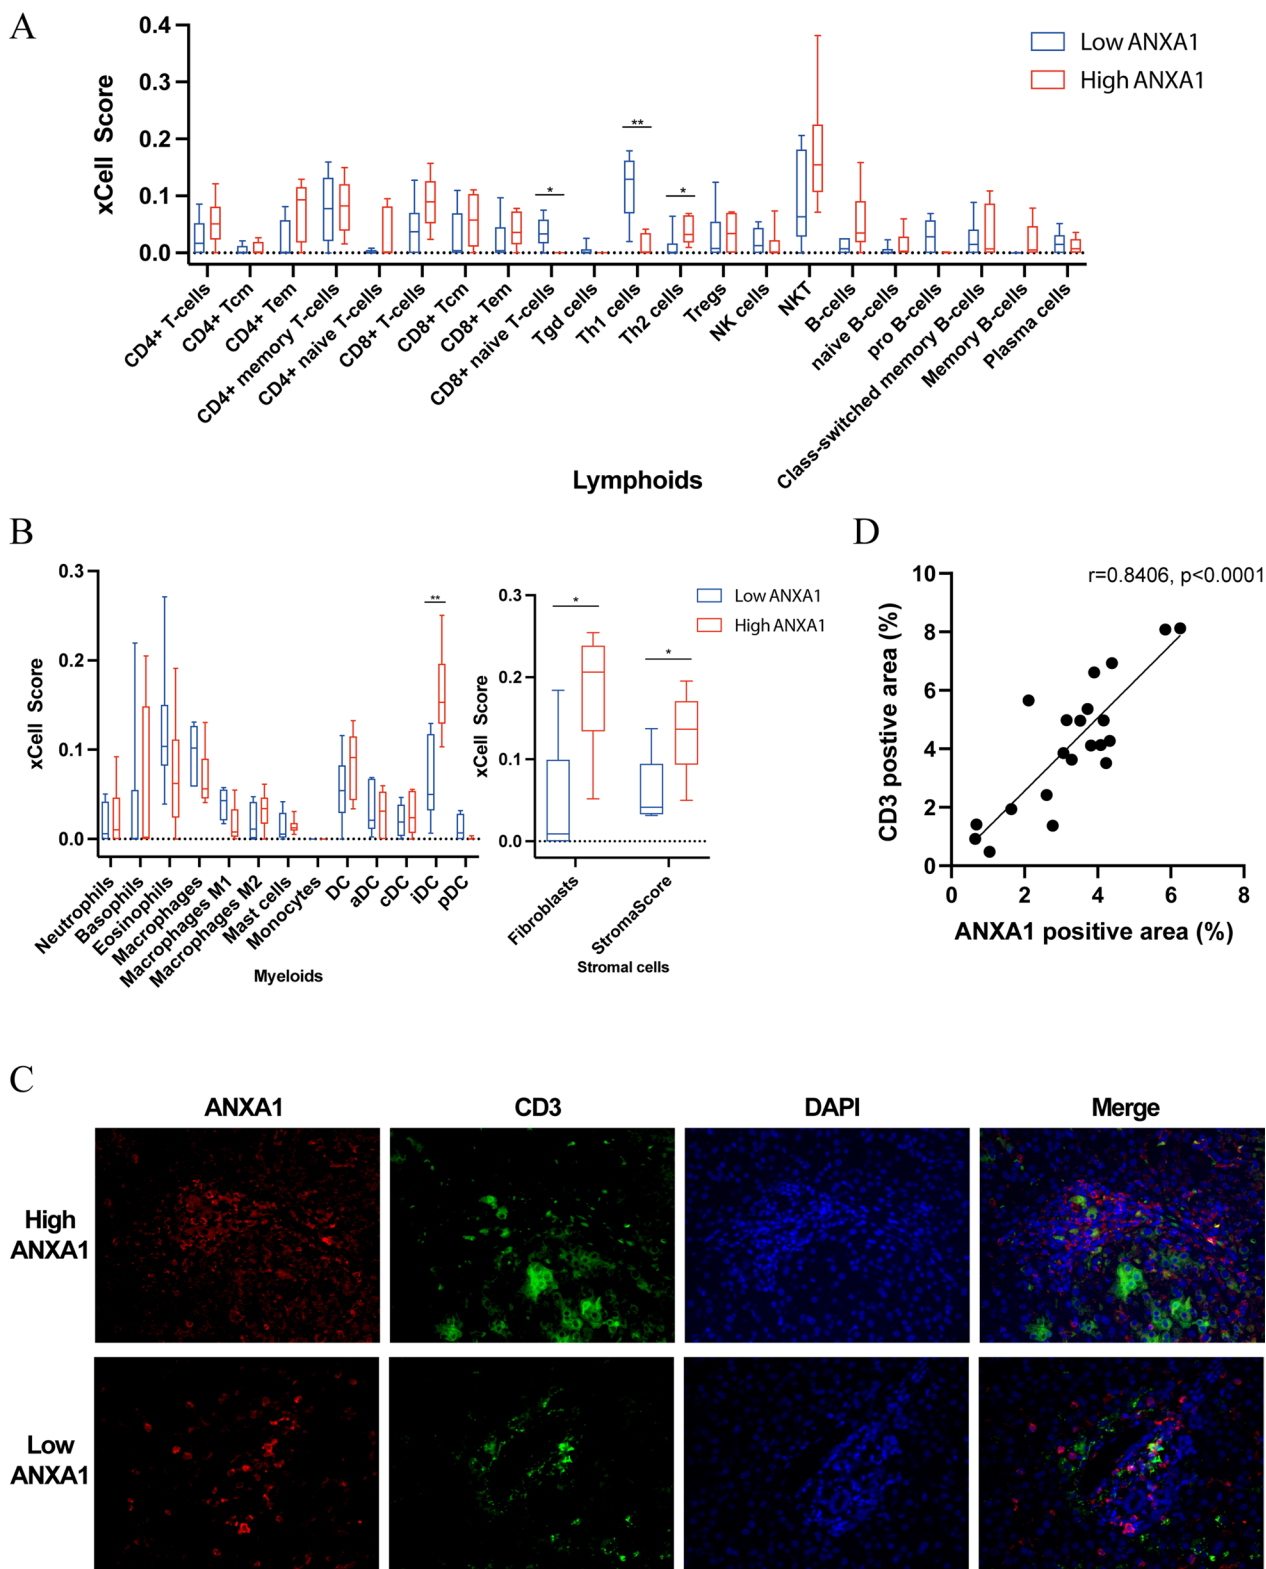 A
0.4
0.3
0.2
0.1
0.0
xCell Score
Low ANXA1
High ANXA1
*
**
*
CD4+ T-cells
CD4+ Tcm
CD4+ Tem
CD4+ memory T-cells
CD4+ naive T-cells
CD8+ T-cells
CD8+ Tcm
CD8+ Tem
CD8+ naive T-cells
Tgd cells
Th1 cells
Th2 cells
Tregs
NK cells
NKT
B-cells
naive B-cells
pro B-cells
Class-switched memory B-cells
Memory B-cells
Plasma cells
Lymphoids
B
0.3
0.2
0.1
0.0
xCell Score
**
Neutrophils
Basophils
Eosinophils
Macrophages
Macrophages M1
Macrophages M2
Mast cells
Monocytes
DC
aDC
cDC
iDC
pDC
Myeloids
0.3
0.2
0.1
0.0
xCell Score
*
*
Low ANXA1
High ANXA1
Fibroblasts
StromaScore
Stromal cells
D
r=0.8406, p<0.0001
10
8
6
4
2
0
CD3 postive area (%)
0 2 4 6 8
ANXA1 positive area (%)
C
ANXA1 CD3 DAPI Merge
High
ANXA1
Low
ANXA1